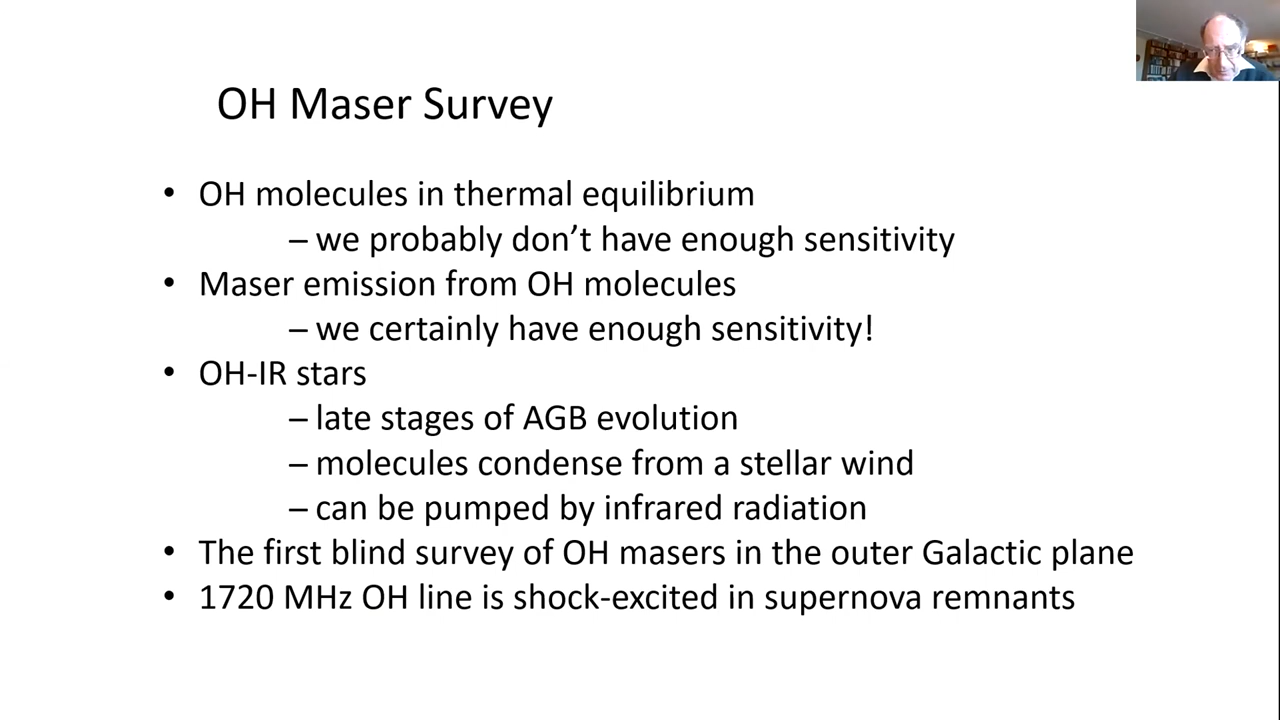 OH Maser Survey
• OH molecules in thermal equilibrium
– we probably don’t have enough sensitivity
• Maser emission from OH molecules
– we certainly have enough sensitivity!
• OH-IR stars
– late stages of AGB evolution
– molecules condense from a stellar wind
– can be pumped by infrared radiation
• The first blind survey of OH masers in the outer Galactic plane
• 1720 MHz OH line is shock-excited in supernova remnants